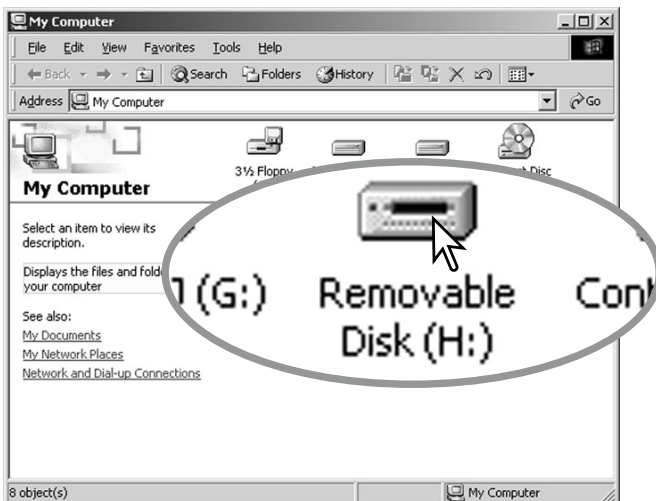 My Computer
File Edit View Favorites Tools Help
Back Search Folders History
Address My Computer Go
3½ Floppy Disc
My Computer
Select an item to view its
description.
Displays the files and
your computer
See also:
My Documents
My Network Places
Network and Dial-up Connections
(G:) Removable
Disk (H:)
8 object(s) My Computer